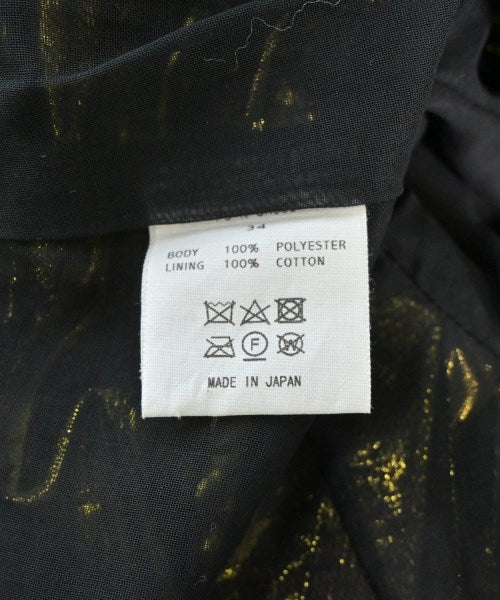 34
BODY 100% POLYESTER
LINING 100% COTTON
F W
MADE IN JAPAN